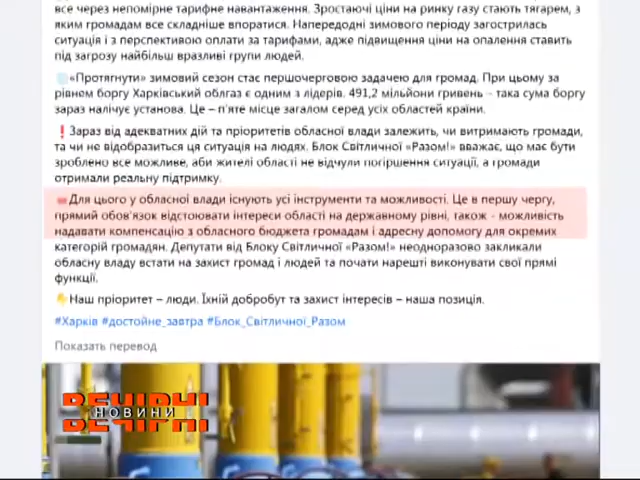 все через непомірне тарифне навантаження. Зростаючі ціни на ринку газу стають тягарем, з
яким громадам все складніше впоратися. Напередодні зимового періоду загострилась
ситуація і з перспективою оплати за тарифами, адже підвищення ціни на опалення ставить
під загрозу найбільш вразливі групи людей.
«Протягнути» зимовий сезон стає першочерговою задачею для громад. При цьому за
рівнем боргу Харківський облгаз є одним з лідерів. 491,2 мільйони гривень - така сума боргу
зараз налічує установа. Це – п'яте місце загалом серед усіх областей країни.
❗Зараз від адекватних дій та пріоритетів обласної влади залежить, чи витримають громади,
та чи не відобразиться ця ситуація на людях. Блок Світличної «Разом!» вважає, що має бути
зроблено все можливе, аби жителі області не відчули погіршення ситуації, а громади
отримали реальну підтримку.
Для цього у обласної влади існують усі інструменти та можливості. Це в першу чергу,
прямий обов'язок відстоювати інтереси області на державному рівні, також - можливість
надавати компенсацію з обласного бюджета громадам і адресну допомогу для окремих
категорій громадян. Депутати від Блоку Світличної «Разом!» неодноразово закликали
обласну владу встати на захист громад і людей та почати нарешті виконувати свої прямі
функції.
Наш пріоритет – люди. Їхній добробут та захист інтересів – наша позиція.
#Харків #достойне_завтра #Блок_Світличної_Разом
Показать перевод
ВЕЧІРНІ
НОВИНИ
ВЕЧІРНІ